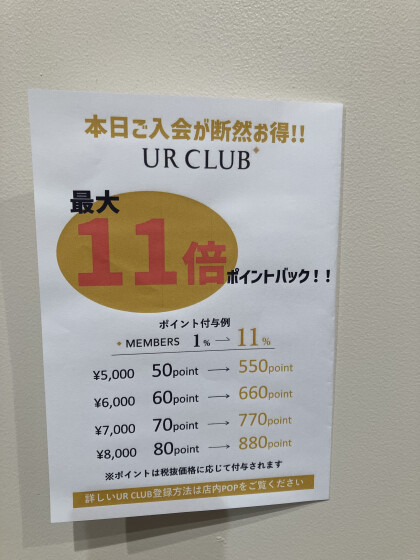 本日ご入会が断然お得!!
UR CLUB
最大
11倍ポイントバック!!
ポイント付与例
MEMBERS 1% → 11%
¥5,000 50point → 550point
¥6,000 60point → 660point
¥7,000 70point → 770point
¥8,000 80point → 880point
※ポイントは税抜価格に応じて付与されます
詳しいUR CLUB登録方法は店内POPをご覧ください